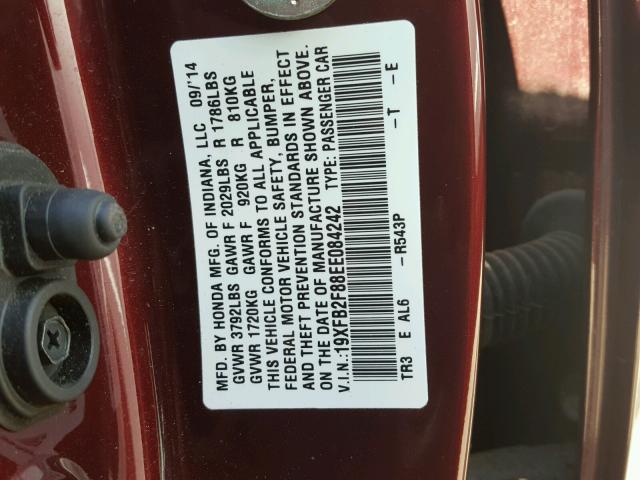 MFD. BY HONDA MFG. OF INDIANA, LLC 09/'14
GVWR 3792LBS GAWR F 2029LBS R 1786LBS
GVWR 1720KG GAWR F 920KG R 810KG
THIS VEHICLE CONFORMS TO ALL APPLICABLE
FEDERAL MOTOR VEHICLE SAFETY, BUMPER,
AND THEFT PREVENTION STANDARDS IN EFFECT
ON THE DATE OF MANUFACTURE SHOWN ABOVE.
V.I.N.:19XFB2F88EE084242 TYPE: PASSENGER CAR
TR3 E AL6 -R543P -T -E